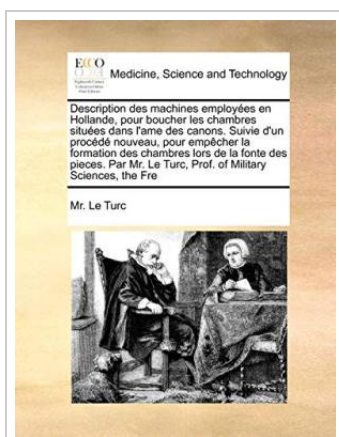 ECCO
Medicine, Science and Technology
Description des machines employées en
Hollande, pour boucher les chambres
situées dans l'ame des canons. Suivie d'un
procédé nouveau, pour empêcher la
formation des chambres lors de la fonte des
pieces. Par Mr. Le Turc, Prof. of Military
Sciences, the Fre
Mr. Le Turc